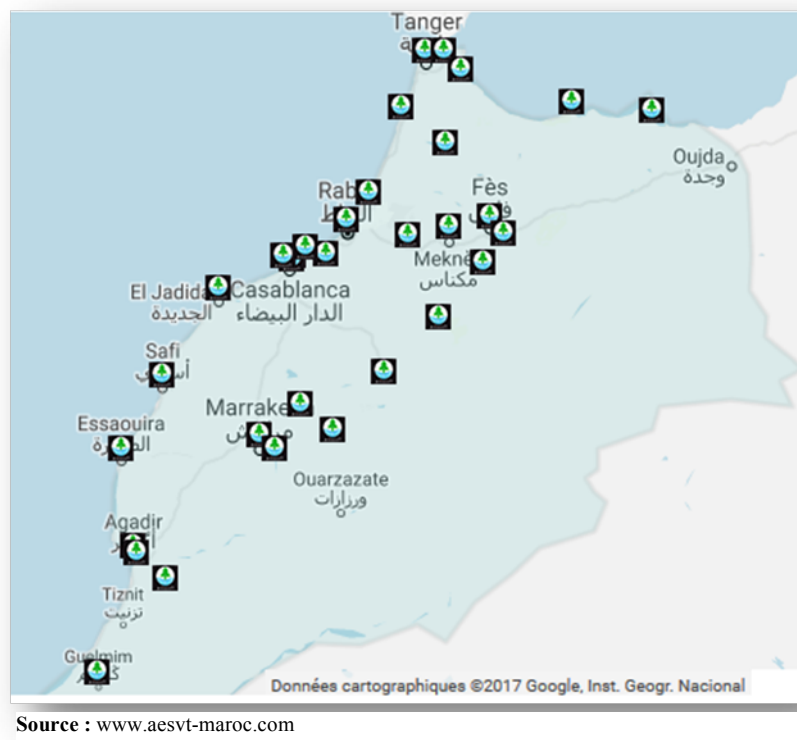 Tanger
Oujda
وجدة
Rab
Fès
Mekne
مكناس
El Jadida
الجديدة
Casablanca
الدار البيضاء
Safi
Marrake
Essaouira
Ouarzazate
ورزازات
Agadir
Tiznit
تزنيت
Guelmim
Données cartographiques ©2017 Google, Inst. Geogr. Nacional
Source : www.aesvt-maroc.com